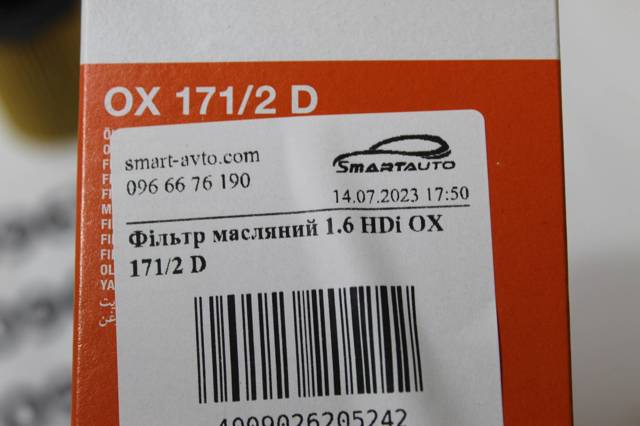 OX 171/2 D
smart-avto.com
096 66 76 190
SMARTAUTO
14.07.2023 17:50
Фільтр масляний 1.6 HDi OX
171/2 D
4009026205242